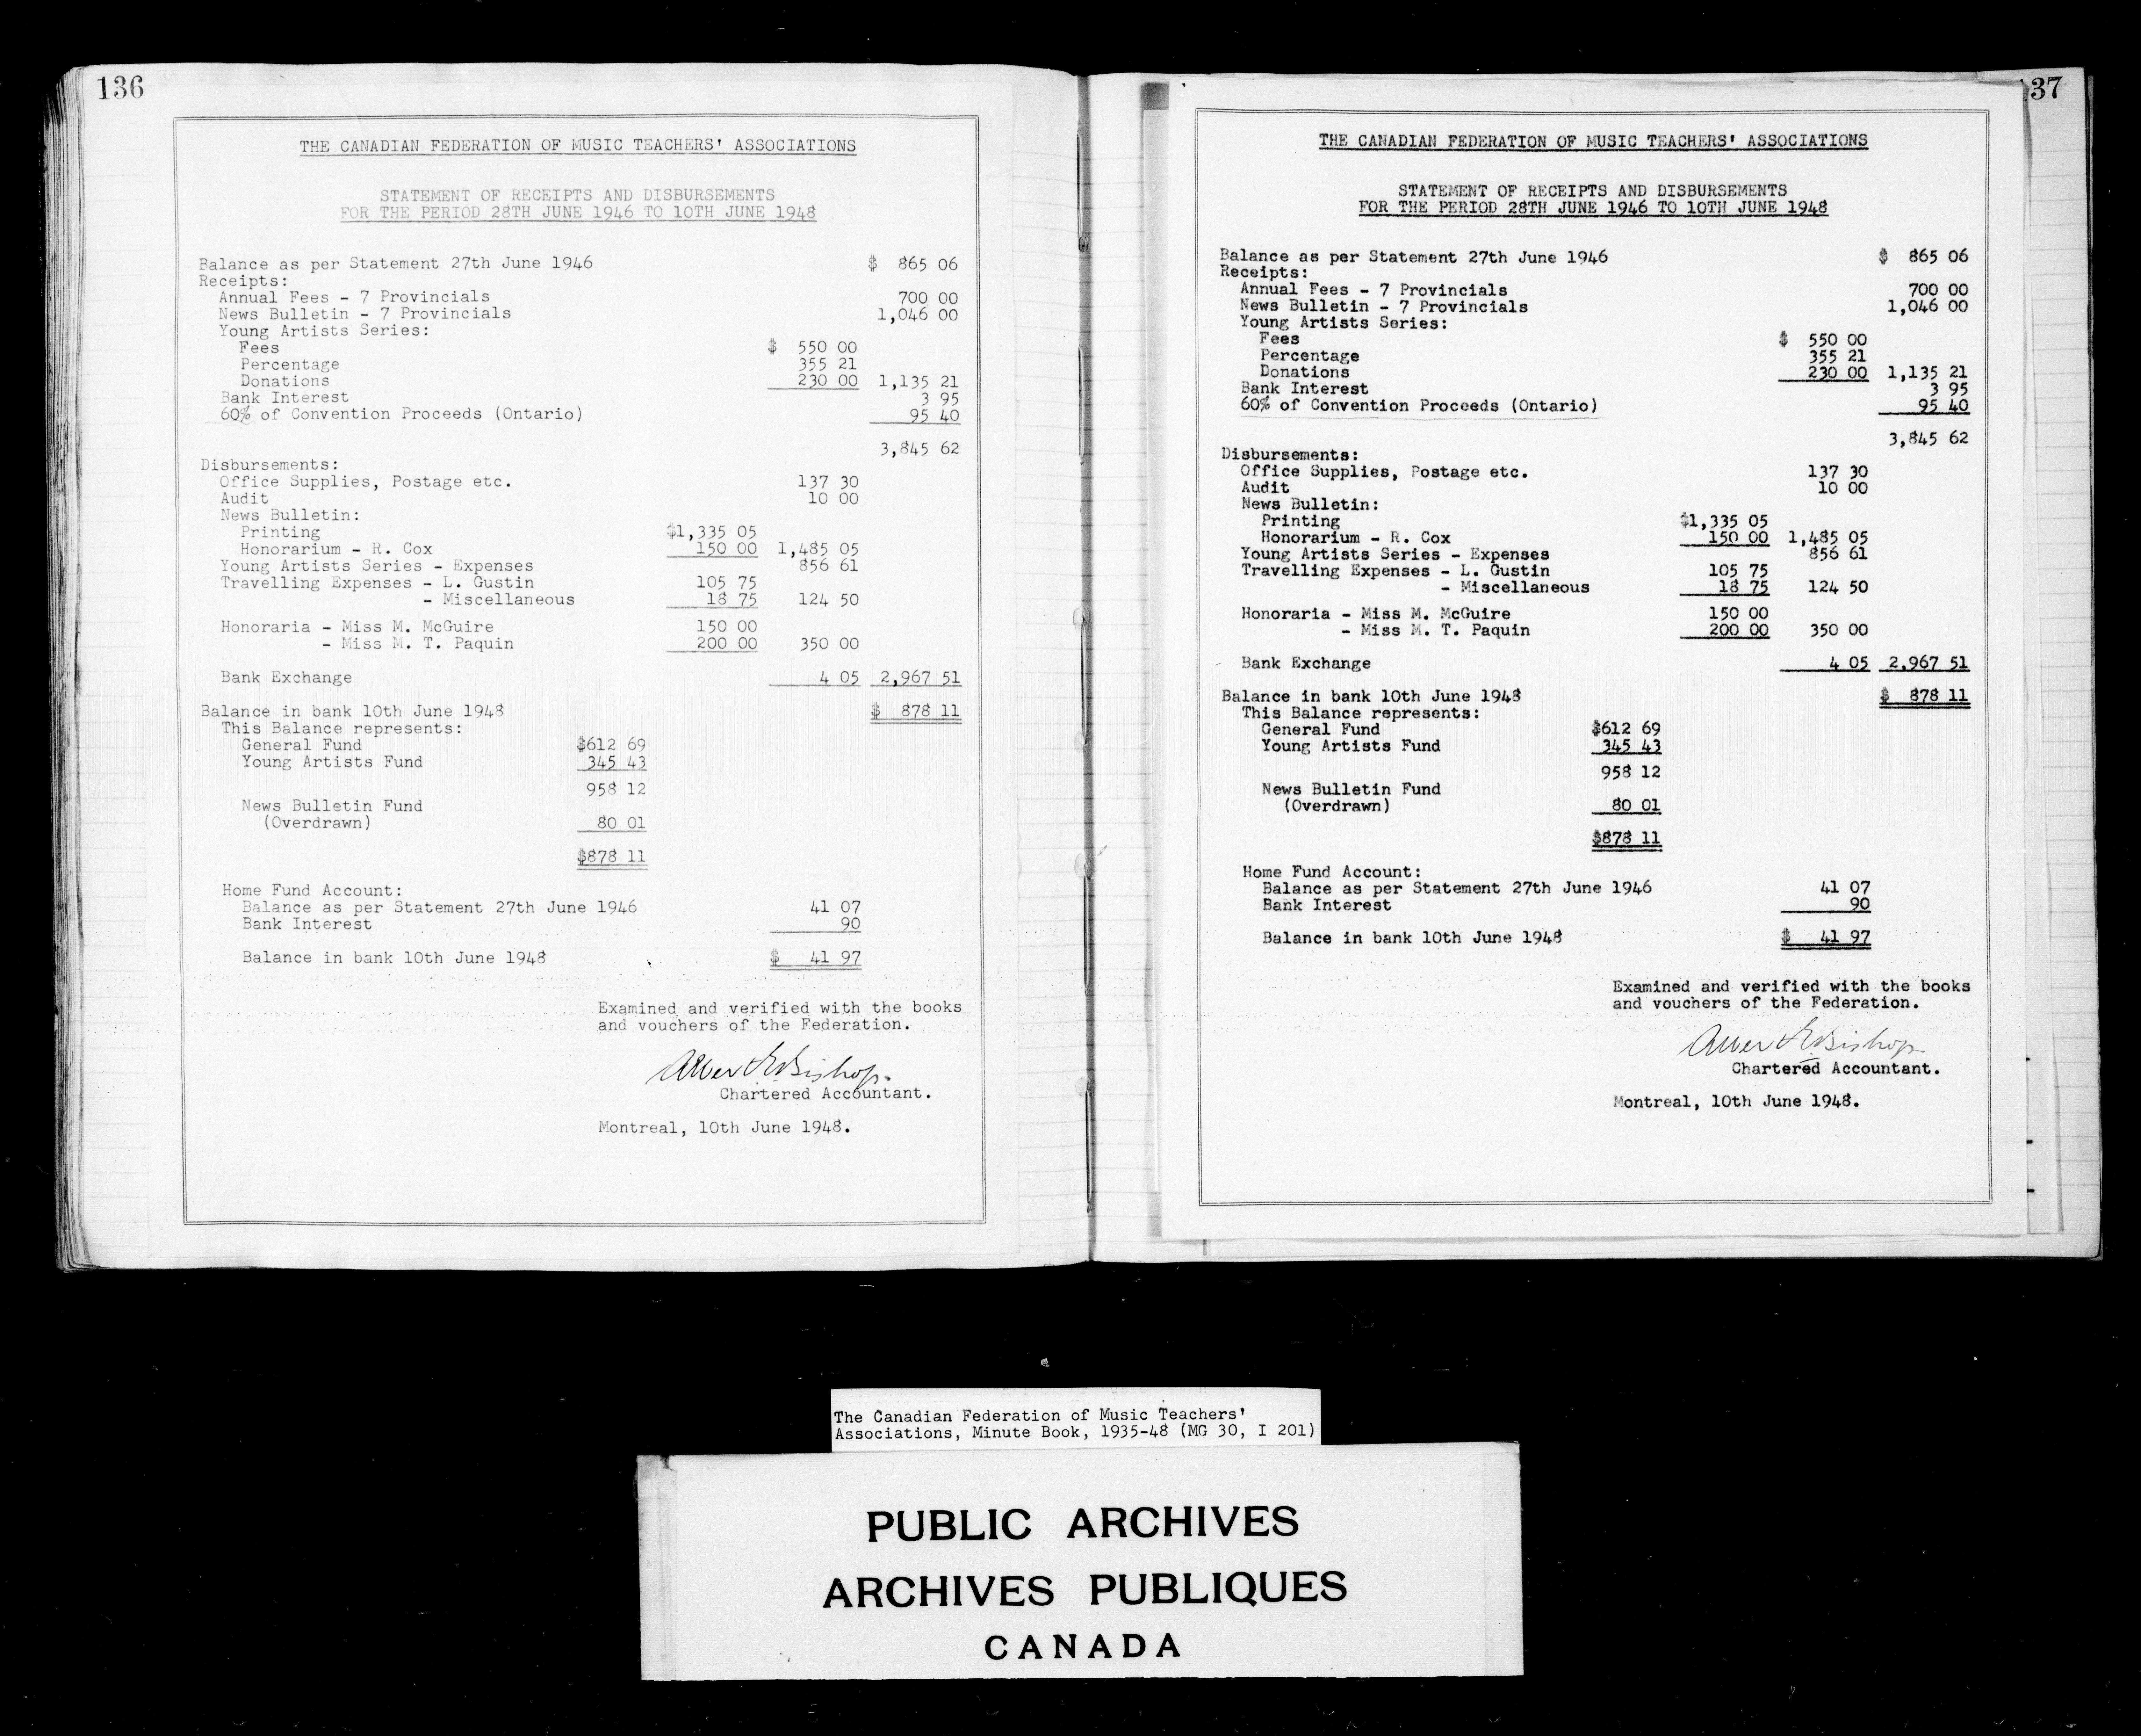 136
THE CANADIAN FEDERATION OF MUSIC TEACHERS' ASSOCIATIONS
STATEMENT OF RECEIPTS AND DISBURSEMENTS
FOR THE PERIOD 28TH JUNE 1946 TO 10TH JUNE 1948
Balance as per Statement 27th June 1946 $ 865 06
Receipts:
Annual Fees - 7 Provincials 700 00
News Bulletin - 7 Provincials 1,046 00
Young Artists Series:
Fees $ 550 00
Percentage 355 21
Donations 230 00 1,135 21
Bank Interest 3 95
60% of Convention Proceeds (Ontario) 95 40
3,845 62
Disbursements:
Office Supplies, Postage etc. 137 30
Audit 10 00
News Bulletin:
Printing $1,335 05
Honorarium - R. Cox 150 00 1,485 05
Young Artists Series - Expenses 856 61
Travelling Expenses - L. Gustin 105 75
- Miscellaneous 18 75 124 50
Honoraria - Miss M. McGuire 150 00
- Miss M. T. Paquin 200 00 350 00
Bank Exchange 4 05 2,967 51
Balance in bank 10th June 1948 $ 878 11
This Balance represents:
General Fund $612 69
Young Artists Fund 345 43
958 12
News Bulletin Fund
(Overdrawn) 80 01
$878 11
Home Fund Account:
Balance as per Statement 27th June 1946 41 07
Bank Interest 90
Balance in bank 10th June 1948 $ 41 97
Examined and verified with the books
and vouchers of the Federation.
Bishop
Chartered Accountant.
Montreal, 10th June 1948.
37
THE CANADIAN FEDERATION OF MUSIC TEACHERS' ASSOCIATIONS
STATEMENT OF RECEIPTS AND DISBURSEMENTS
FOR THE PERIOD 28TH JUNE 1946 TO 10TH JUNE 1948
Balance as per Statement 27th June 1946 $ 865 06
Receipts:
Annual Fees - 7 Provincials 700 00
News Bulletin - 7 Provincials 1,046 00
Young Artists Series:
Fees $ 550 00
Percentage 355 21
Donations 230 00 1,135 21
Bank Interest 3 95
60% of Convention Proceeds (Ontario) 95 40
3,845 62
Disbursements:
Office Supplies, Postage etc. 137 30
Audit 10 00
News Bulletin:
Printing $1,335 05
Honorarium - R. Cox 150 00 1,485 05
Young Artists Series - Expenses 856 61
Travelling Expenses - L. Gustin 105 75
- Miscellaneous 18 75 124 50
Honoraria - Miss M. McGuire 150 00
- Miss M. T. Paquin 200 00 350 00
Bank Exchange 4 05 2,967 51
Balance in bank 10th June 1948 $ 878 11
This Balance represents:
General Fund $612 69
Young Artists Fund 345 43
958 12
News Bulletin Fund
(Overdrawn) 80 01
$878 11
Home Fund Account:
Balance as per Statement 27th June 1946 41 07
Bank Interest 90
Balance in bank 10th June 1948 $ 41 97
Examined and verified with the books
and vouchers of the Federation.
Bishop
Chartered Accountant.
Montreal, 10th June 1948.
The Canadian Federation of Music Teachers'
Associations, Minute Book, 1935-48 (MG 30, I 201)
PUBLIC ARCHIVES
ARCHIVES PUBLIQUES
CANADA